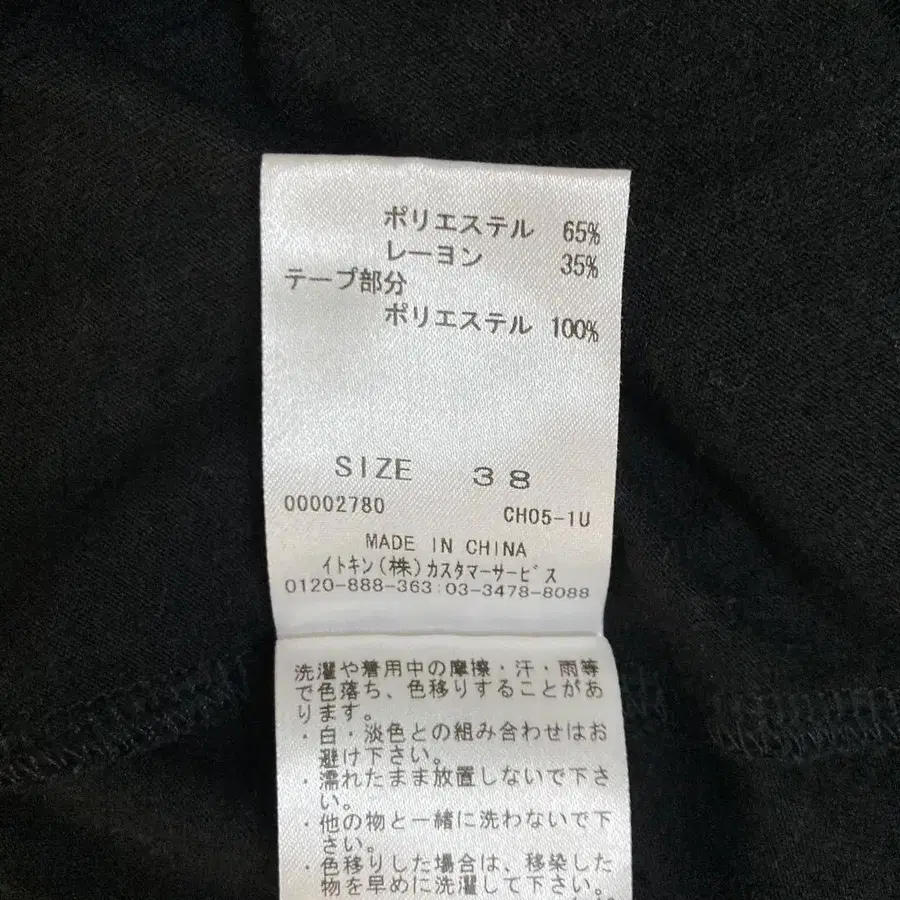 ポリエステル 65%
レーヨン 35%
テープ部分
ポリエステル 100%
SIZE 38
00002780 CH05-1U
MADE IN CHINA
イトキン(株)カスタマーサービス
0120-888-363:03-3478-8088
洗濯や着用中の摩擦・汗・雨等
で色落ち、色移りすることがあ
ります。
・白・淡色との組み合わせはお
避け下さい。
・濡れたまま放置しないで下さ
い。
・他の物と一緒に洗わないで下
さい。
・色移りした場合は、移染した
物を早めに洗濯して下さい。